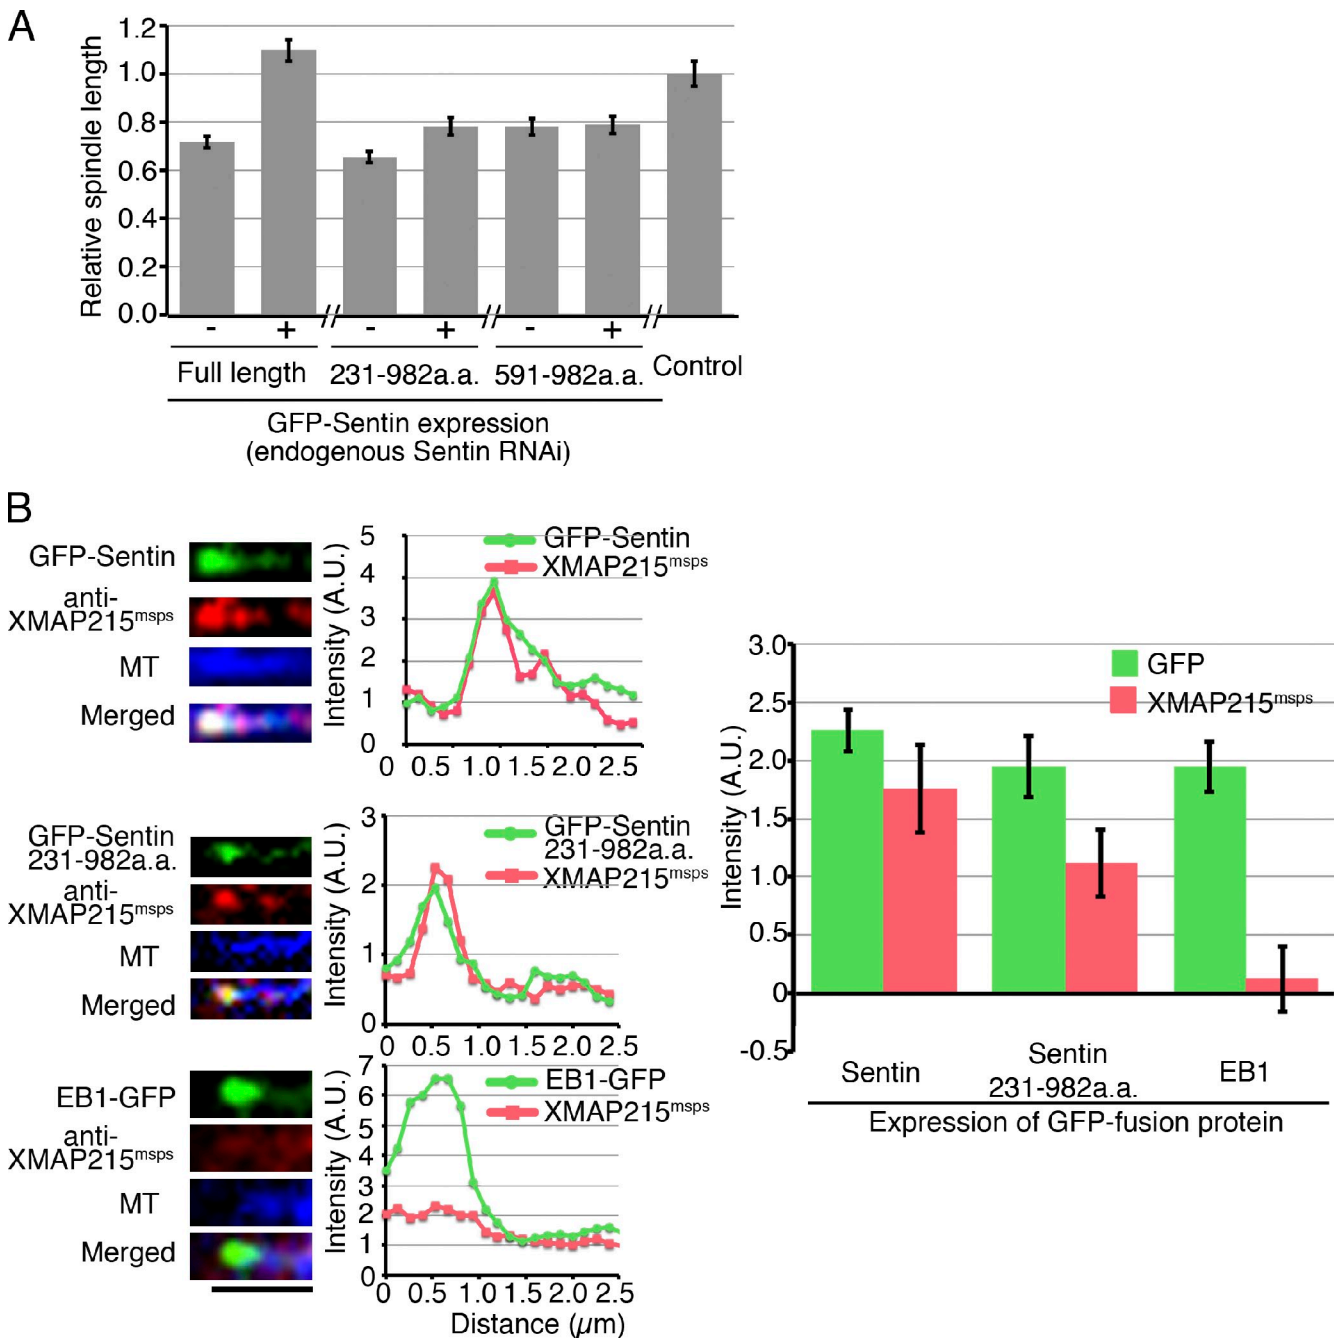 A
Relative spindle length
1.2
1.0
0.8
0.6
0.4
0.2
0.0
- + - + - +
Full length 231-982a.a. 591-982a.a. Control
GFP-Sentin expression
(endogenous Sentin RNAi)
B
GFP-Sentin
anti-
XMAP215msps
MT
Merged
Intensity (A.U.)
5
4
3
2
1
0
GFP-Sentin
XMAP215msps
0 0.5 1.0 1.5 2.0 2.5
GFP-Sentin
231-982a.a.
anti-
XMAP215msps
MT
Merged
Intensity (A.U.)
3
2
1
0
GFP-Sentin
231-982a.a.
XMAP215msps
0 0.5 1.0 1.5 2.0 2.5
EB1-GFP
anti-
XMAP215msps
MT
Merged
Intensity (A.U.)
7
6
5
4
3
2
1
0
EB1-GFP
XMAP215msps
0 0.5 1.0 1.5 2.0 2.5
Distance (µm)
Intensity (A.U.)
3.0
2.5
2.0
1.5
1.0
0.5
0
-0.5
GFP
XMAP215msps
Sentin
Sentin
231-982a.a.
EB1
Expression of GFP-fusion protein